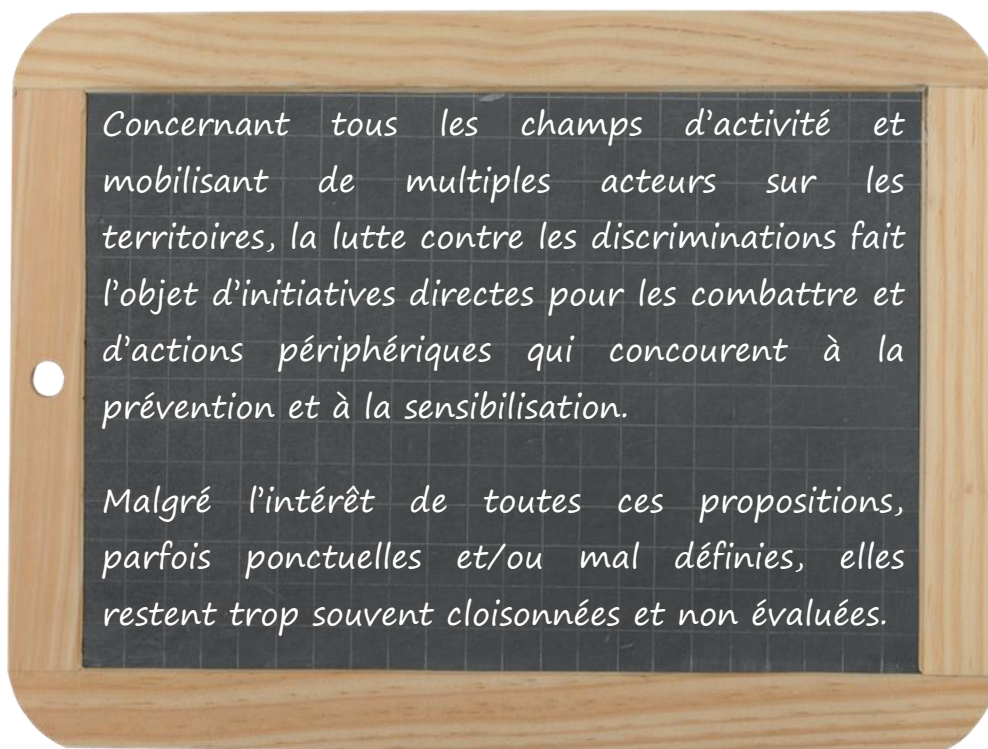 Concernant tous les champs d'activité et
mobilisant de multiples acteurs sur les
territoires, la lutte contre les discriminations fait
l'objet d'initiatives directes pour les combattre et
d'actions périphériques qui concourent à la
prévention et à la sensibilisation.
Malgré l'intérêt de toutes ces propositions,
parfois ponctuelles et/ou mal définies, elles
restent trop souvent cloisonnées et non évaluées.